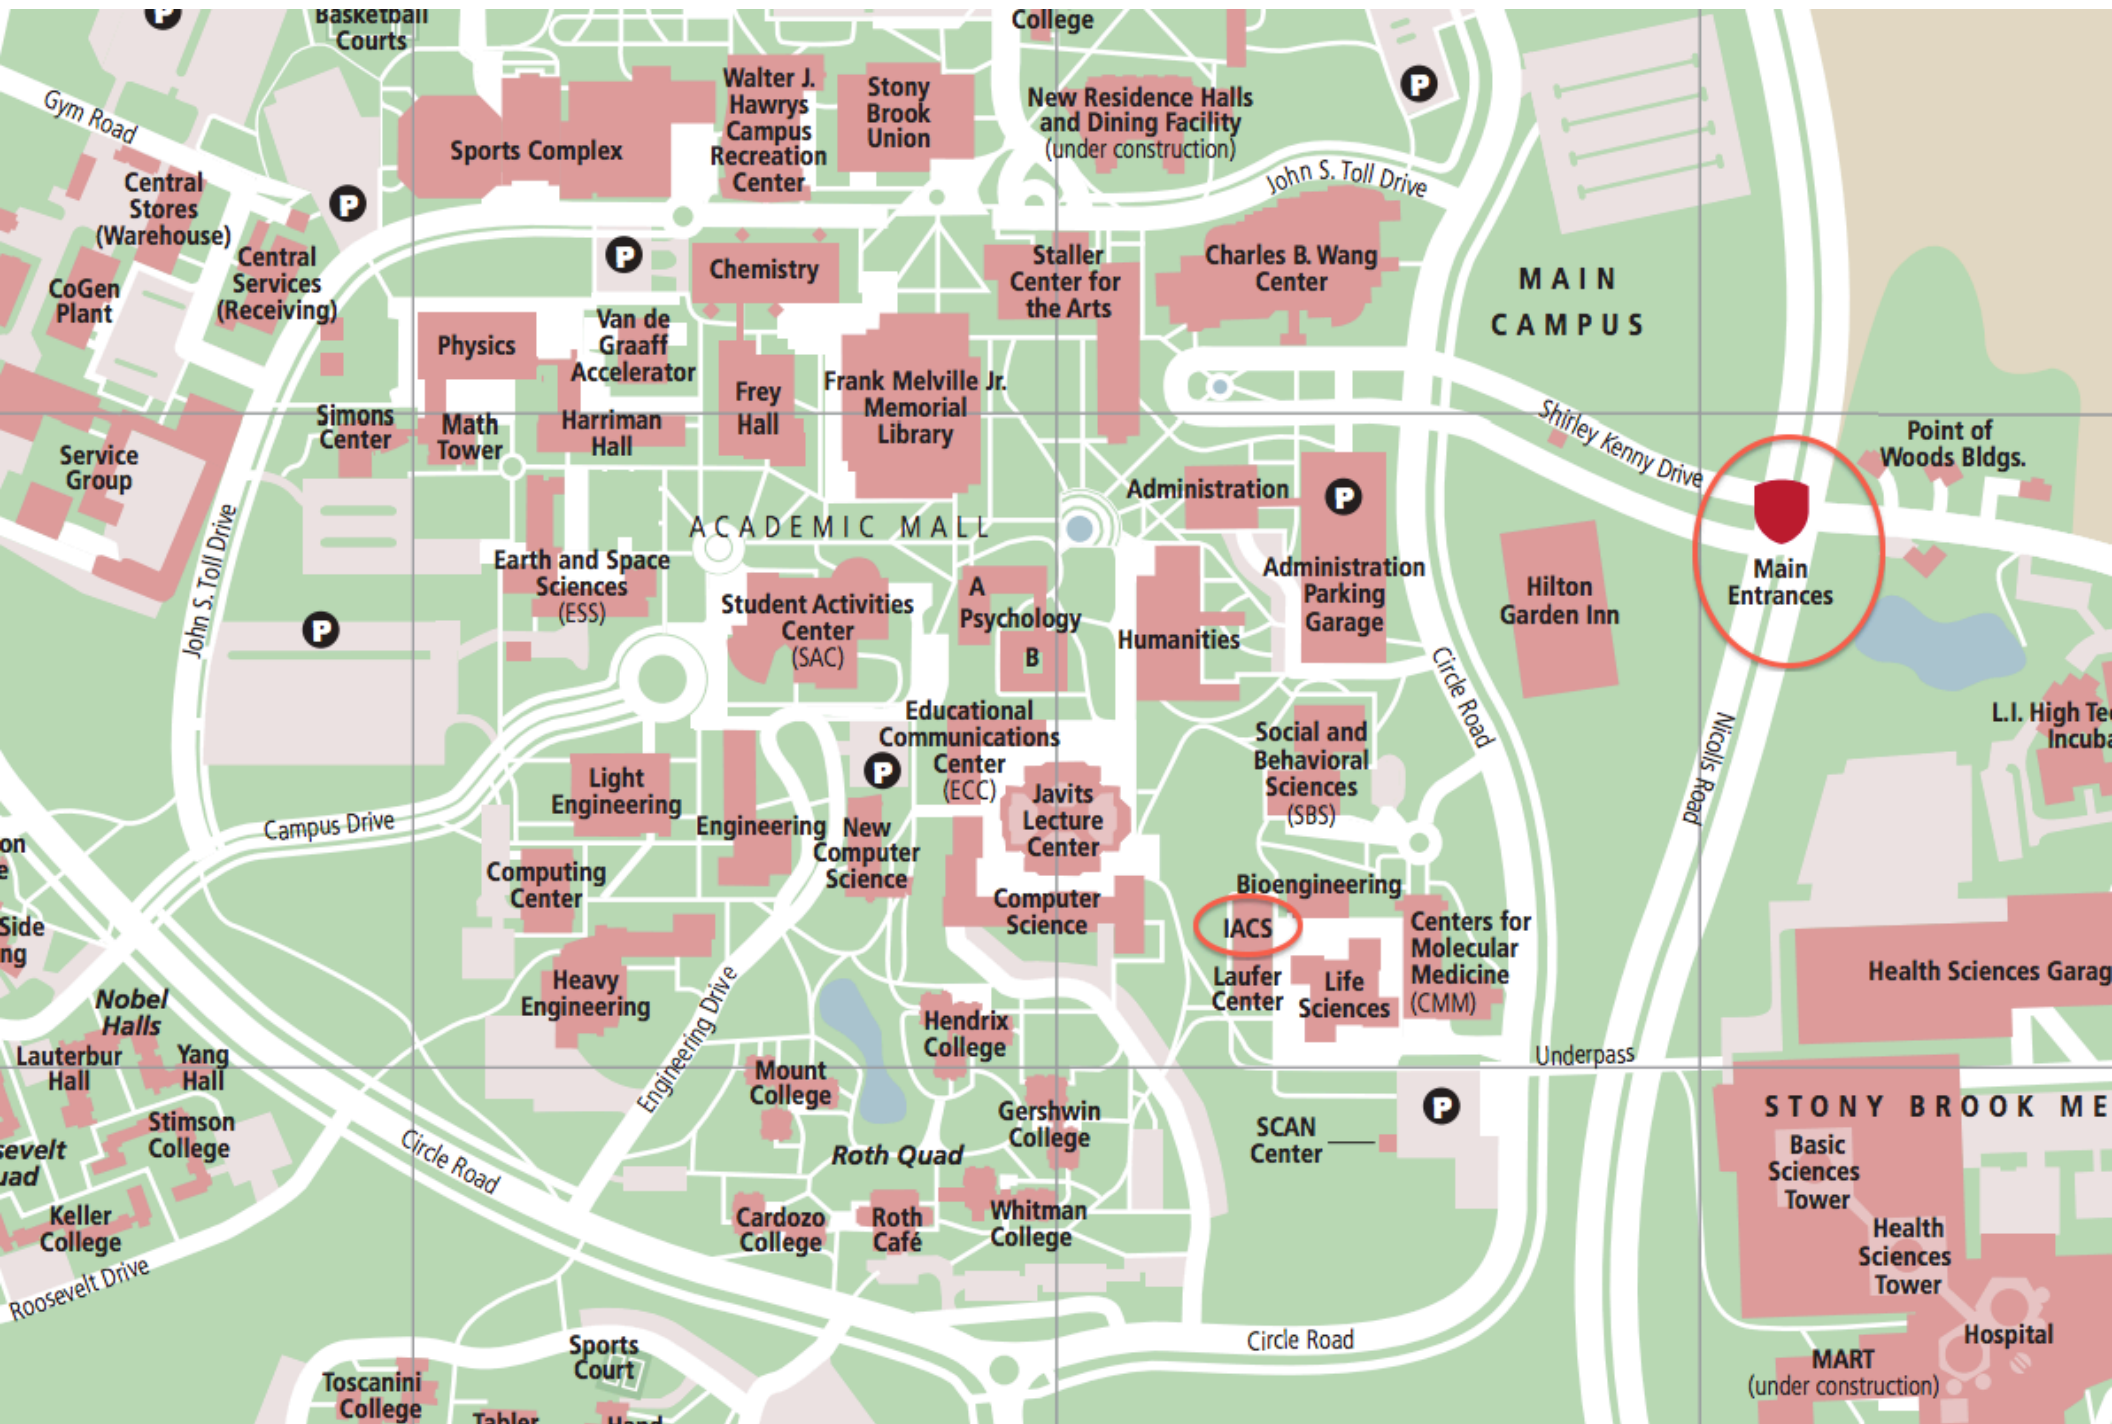 Basketball
Courts
College
P
P
Gym Road
Sports Complex
Walter J.
Hawrys
Campus
Recreation
Center
Stony
Brook
Union
New Residence Halls
and Dining Facility
(under construction)
John S. Toll Drive
Central
Stores
(Warehouse)
P
Central
Services
(Receiving)
CoGen
Plant
P
Chemistry
Staller
Center for
the Arts
Charles B. Wang
Center
MAIN
CAMPUS
Physics
Van de
Graaff
Accelerator
Frey
Hall
Frank Melville Jr.
Memorial
Library
Simons
Center
Math
Tower
Harriman
Hall
Shirley Kenny Drive
Point of
Woods Bldgs.
Service
Group
Administration
P
ACADEMIC MALL
John S. Toll Drive
Earth and Space
Sciences
(ESS)
P
Student Activities
Center
(SAC)
A
Psychology
B
Humanities
Administration
Parking
Garage
Hilton
Garden Inn
Main
Entrances
Circle Road
Nicolls Road
L.I. High Te
Incuba
Educational
Communications
Center
(ECC)
P
Social and
Behavioral
Sciences
(SBS)
Light
Engineering
Javits
Lecture
Center
Campus Drive
Engineering
New
Computer
Science
on
e
Computing
Center
Computer
Science
Bioengineering
IACS
Centers for
Molecular
Medicine
(CMM)
Side
ng
Laufer
Center
Life
Sciences
Health Sciences Garag
Heavy
Engineering
Nobel
Halls
Engineering Drive
Hendrix
College
Lauterbur
Hall
Yang
Hall
Underpass
Mount
College
Gershwin
College
P
STONY BROOK ME
Stimson
College
SCAN
Center
sevelt
uad
Circle Road
Roth Quad
Basic
Sciences
Tower
Keller
College
Cardozo
College
Roth
Café
Whitman
College
Health
Sciences
Tower
Roosevelt Drive
Circle Road
Hospital
Sports
Court
MART
(under construction)
Toscanini
College
Tabler
Hand